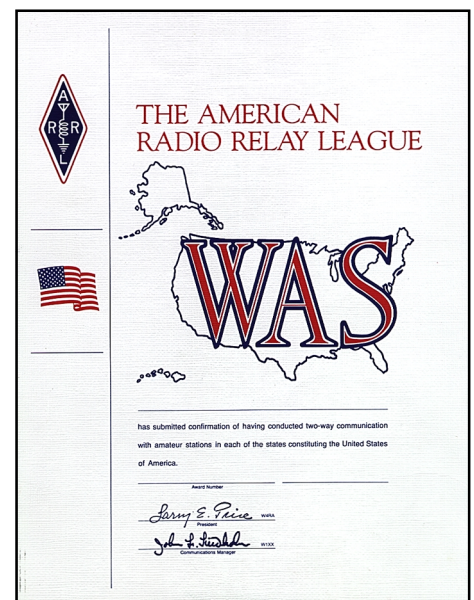 A
R R
L
THE AMERICAN
RADIO RELAY LEAGUE
WAS
has submitted confirmation of having conducted two-way communication
with amateur stations in each of the states constituting the United States
of America.
Award Number
Larry E. Price W4RA
President
John F. Lindholm W1XX
Communications Manager